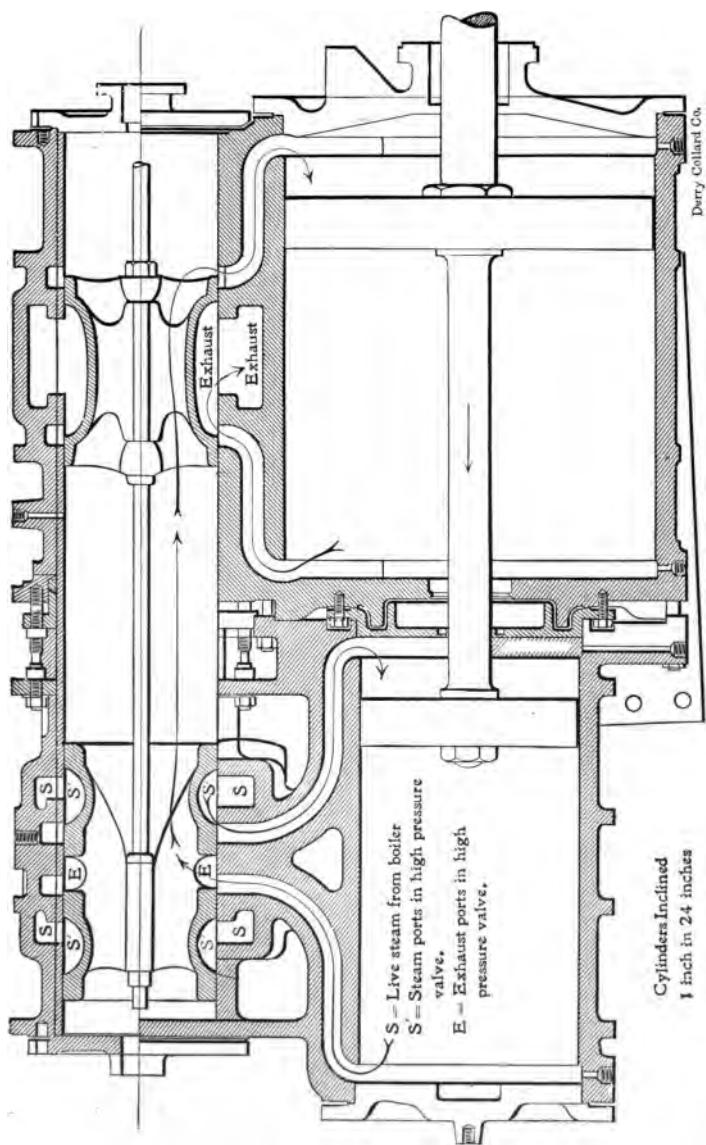 Exhaust
Exhaust
S
S'
S'
S
E
E
S
S'
S'
S
S = Live steam from boiler
S' = Steam ports in high pressure
valve.
E = Exhaust ports in high
pressure valve.
Cylinders Inclined
1 inch in 24 inches
Derry Collard Co.